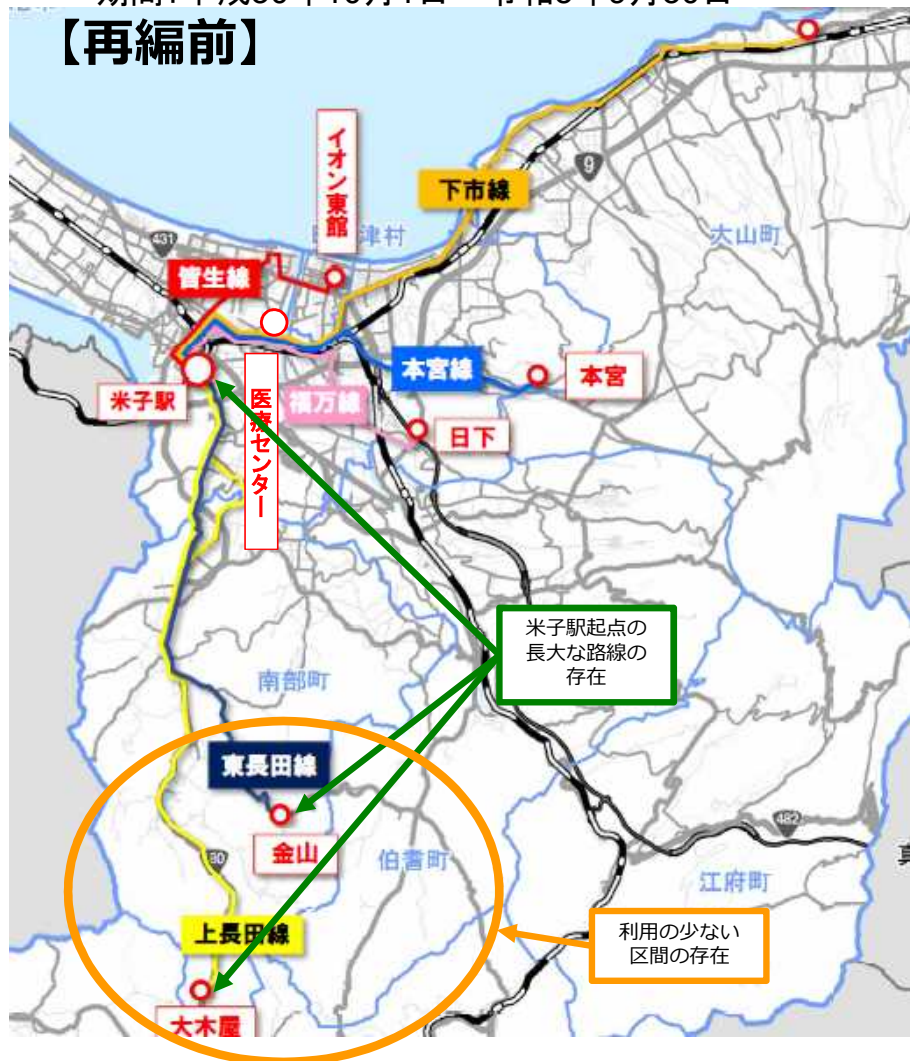 【再編前】
イオン東館
下市線
9
大山町
津村
431
皆生線
米子駅
医療センター
福万線
本宮線
本宮
日下
米子駅起点の
長大な路線の
存在
南部町
東長田線
金山
伯耆町
482
江府町
上長田線
利用の少ない
区間の存在
大木屋